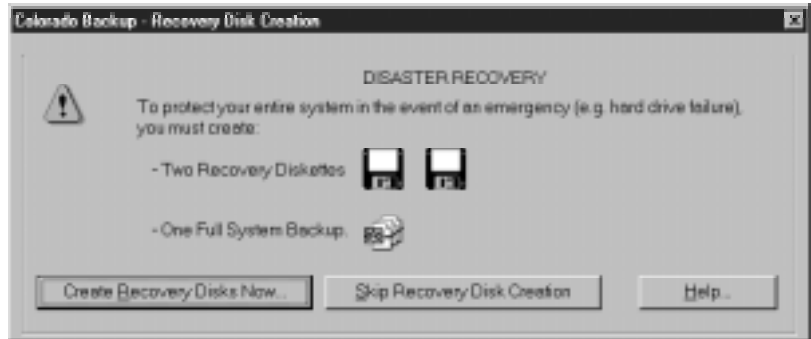 Colorado Backup - Recovery Disk Creation
DISASTER RECOVERY
To protect your entire system in the event of an emergency (e.g. hard drive failure),
you must create:
- Two Recovery Diskettes
- One Full System Backup.
Create Recovery Disks Now...
Skip Recovery Disk Creation
Help...